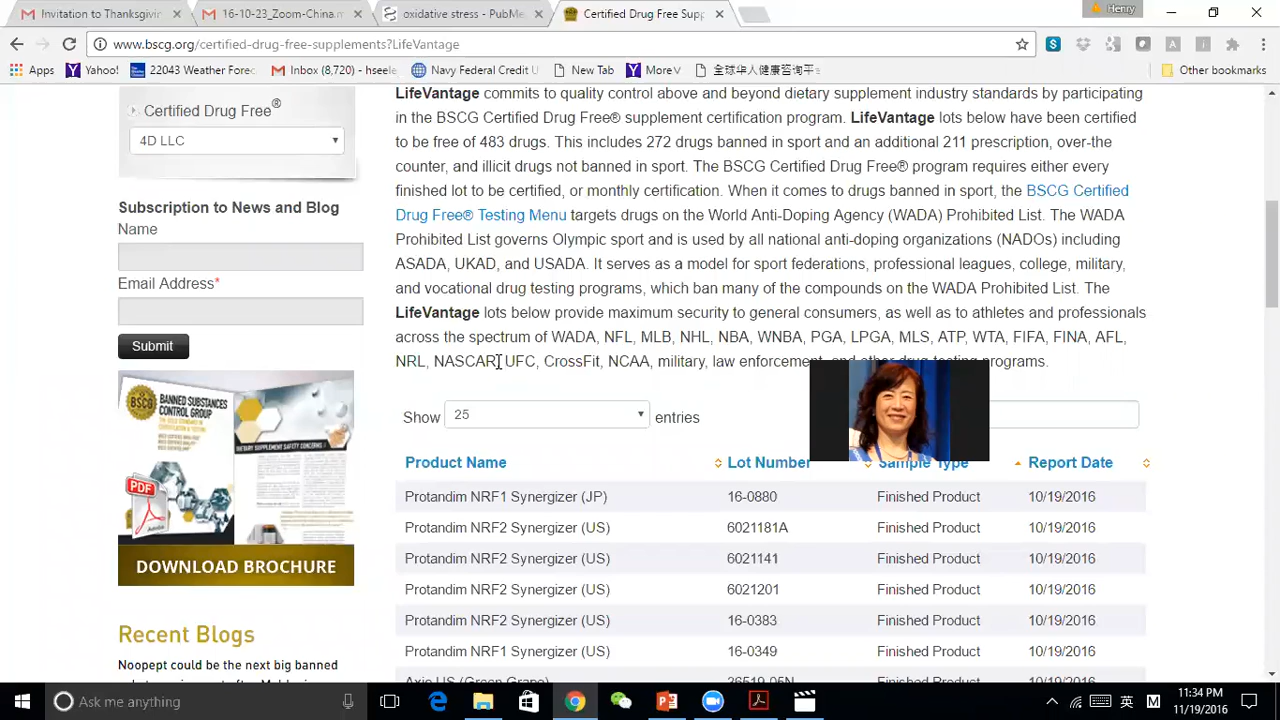 Invitation to Thanksgivin
16-10-23_Zoom-China.m
oxidative stress - PubMe
Certified Drug Free Supp
Henry
www.bscg.org/certified-drug-free-supplements?LifeVantage
Apps
Yahoo!
22043 Weather Forec
Inbox (8,720) - hseele
Navy Federal Credit U
New Tab
More∨
全球华人健康咨询平
Other bookmarks
Certified Drug Free®
4D LLC
Subscription to News and Blog
Name
Email Address*
Submit
BSCG
BANNED SUBSTANCES CONTROL GROUP
PDF
DOWNLOAD BROCHURE
Recent Blogs
Noopept could be the next big banned
LifeVantage commits to quality control above and beyond dietary supplement industry standards by participating
in the BSCG Certified Drug Free® supplement certification program. LifeVantage lots below have been certified
to be free of 483 drugs. This includes 272 drugs banned in sport and an additional 211 prescription, over-the
counter, and illicit drugs not banned in sport. The BSCG Certified Drug Free® program requires either every
finished lot to be certified, or monthly certification. When it comes to drugs banned in sport, the BSCG Certified
Drug Free® Testing Menu targets drugs on the World Anti-Doping Agency (WADA) Prohibited List. The WADA
Prohibited List governs Olympic sport and is used by all national anti-doping organizations (NADOs) including
ASADA, UKAD, and USADA. It serves as a model for sport federations, professional leagues, college, military,
and vocational drug testing programs, which ban many of the compounds on the WADA Prohibited List. The
LifeVantage lots below provide maximum security to general consumers, as well as to athletes and professionals
across the spectrum of WADA, NFL, MLB, NHL, NBA, WNBA, PGA, LPGA, MLS, ATP, WTA, FIFA, FINA, AFL,
NRL, NASCAR, UFC, CrossFit, NCAA, military, law enforcement, and other drug testing programs.
Show 25 entries
Product Name Lot Number Sample Type Report Date
Protandim NRF1 Synergizer (JP) 16-0880 Finished Product 10/19/2016
Protandim NRF2 Synergizer (US) 6021181A Finished Product 10/19/2016
Protandim NRF2 Synergizer (US) 6021141 Finished Product 10/19/2016
Protandim NRF2 Synergizer (US) 6021201 Finished Product 10/19/2016
Protandim NRF2 Synergizer (US) 16-0383 Finished Product 10/19/2016
Protandim NRF1 Synergizer (US) 16-0349 Finished Product 10/19/2016
Ask me anything
英
M
11:34 PM
11/19/2016